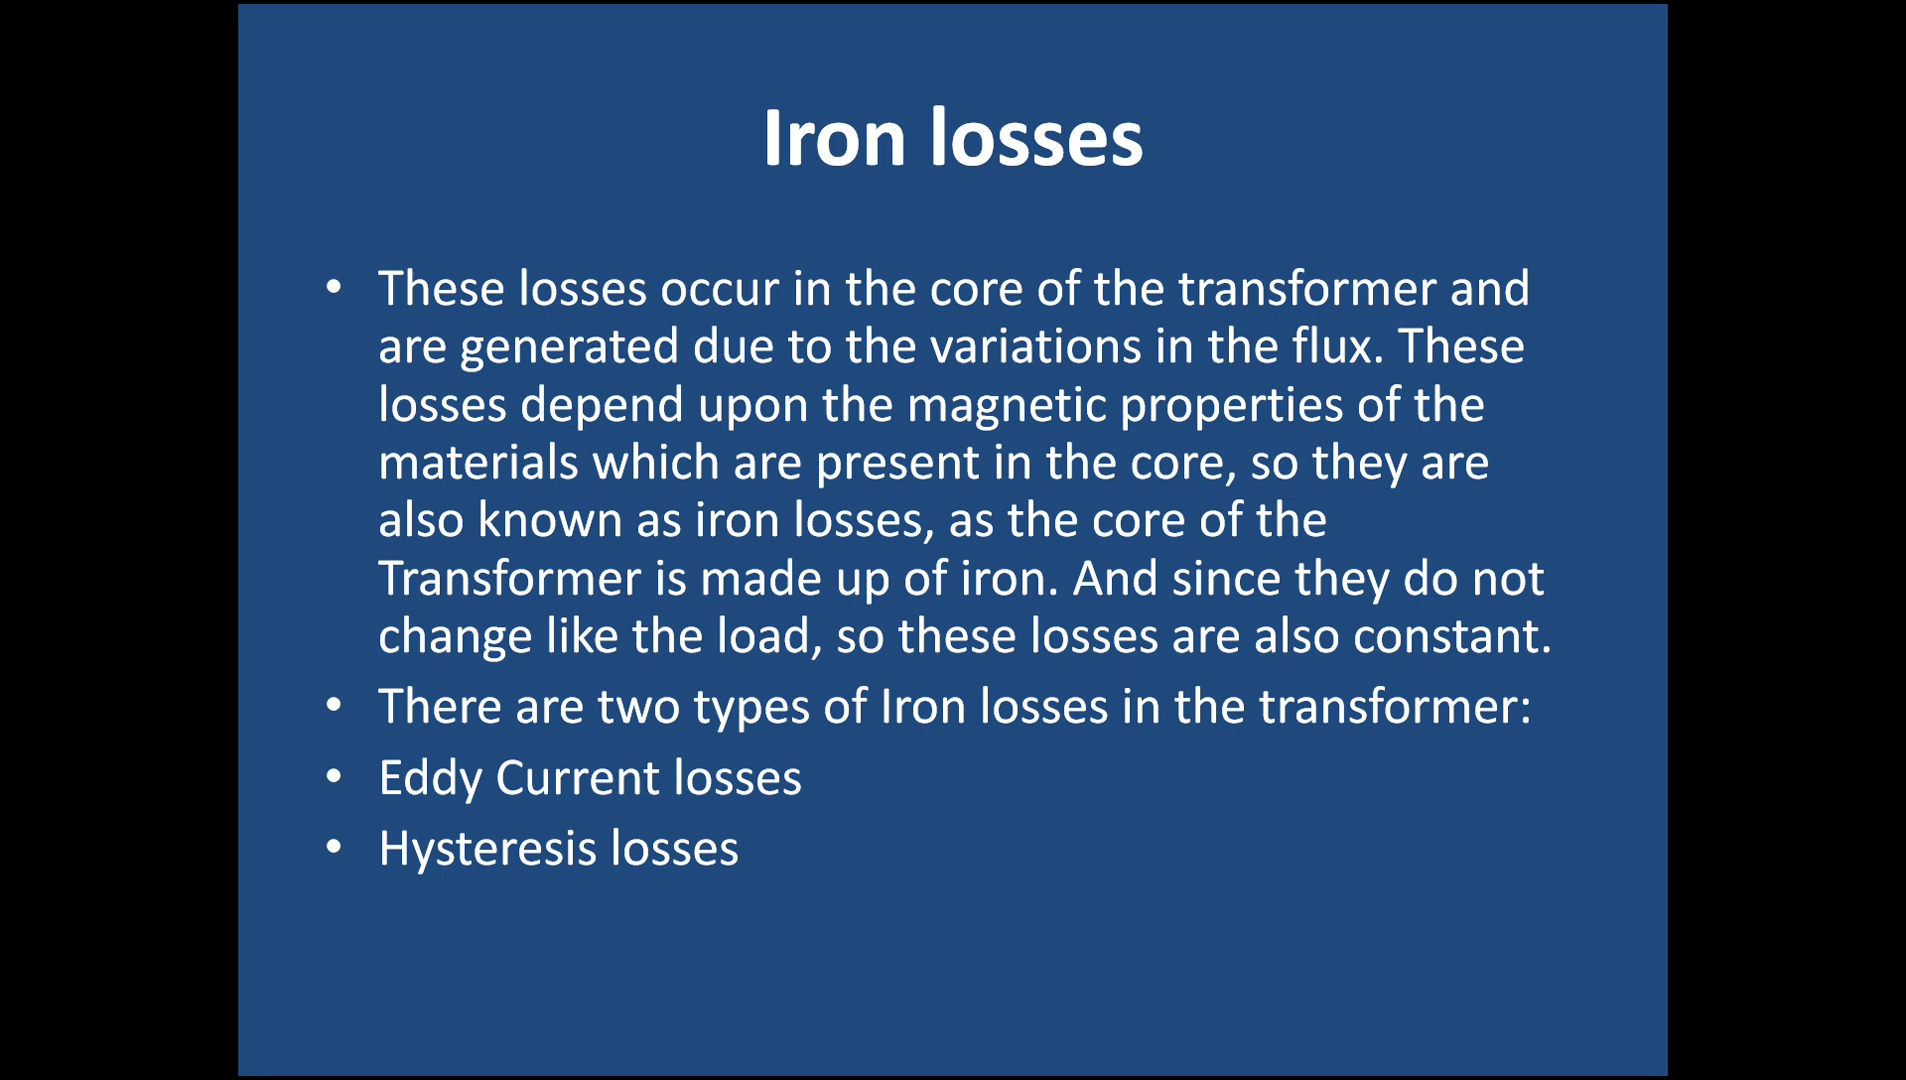 Iron losses
• These losses occur in the core of the transformer and
are generated due to the variations in the flux. These
losses depend upon the magnetic properties of the
materials which are present in the core, so they are
also known as iron losses, as the core of the
Transformer is made up of iron. And since they do not
change like the load, so these losses are also constant.
• There are two types of Iron losses in the transformer:
• Eddy Current losses
• Hysteresis losses